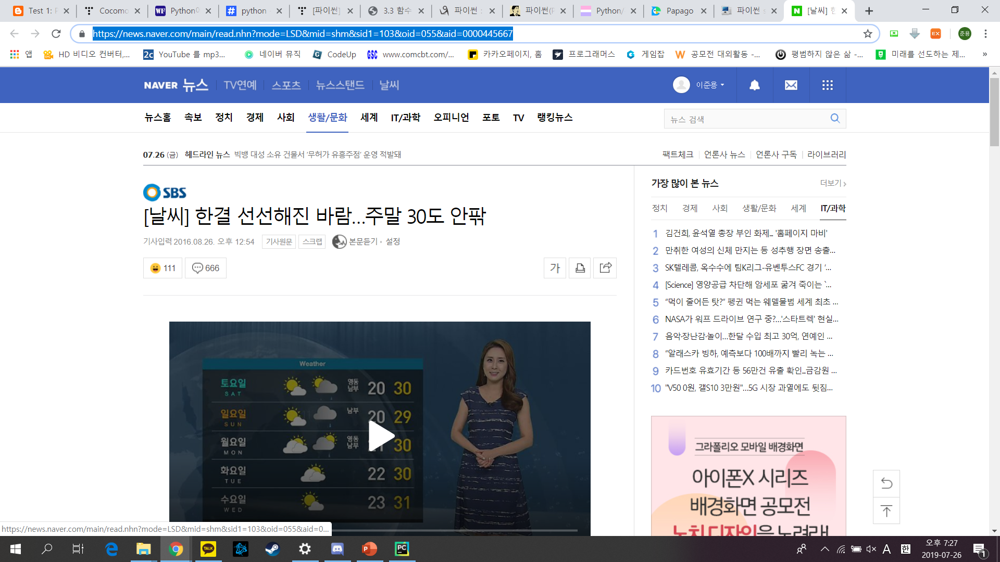 Test 1: P
Cocomo
Python에
python
[파이썬]
3.3 함수
파이썬
파이썬(P
Python/
Papago
파이썬 s
[날씨] 한
https://news.naver.com/main/read.nhn?mode=LSD&mid=shm&sid1=103&oid=055&aid=0000445667
준용
앱
HD 비디오 컨버터,...
YouTube 를 mp3...
네이버 뮤직
CodeUp
www.comcbt.com/...
카카오페이지, 홈
프로그래머스
게임잡
공모전 대외활동 -...
평범하지 않은 삶 -...
미래를 선도하는 제...
»
NAVER 뉴스 TV연예 스포츠 뉴스스탠드 날씨
이준용
뉴스홈 속보 정치 경제 사회 생활/문화 세계 IT/과학 오피니언 포토 TV 랭킹뉴스
뉴스 검색
07.26 (금) 헤드라인 뉴스 빅뱅 대성 소유 건물서 '무허가 유흥주점' 운영 적발돼
팩트체크 언론사 뉴스 언론사 구독 라이브러리
SBS
[날씨] 한결 선선해진 바람…주말 30도 안팎
기사입력 2016.08.26. 오후 12:54 기사원문 스크랩 본문듣기 · 설정
111 666
가
Weather
토요일 SAT 영동 남부 20 30
일요일 SUN 남부 20 29
월요일 MON 영동 남부 21 30
화요일 TUE 22 30
수요일 WED 23 31
가장 많이 본 뉴스
더보기
정치 경제 사회 생활/문화 세계 IT/과학
1 김건희, 윤석열 총장 부인 화제... '홈페이지 마비'
2 만취한 여성의 신체 만지는 등 성추행 장면 송출...
3 SK텔레콤, 옥수수에 팀K리그-유벤투스FC 경기 '...
4 [Science] 영양공급 차단해 암세포 굶겨 죽이는 `...
5 "먹이 줄어든 탓?" 펭귄 먹는 웨델물범 세계 최초 ...
6 NASA가 워프 드라이브 연구 중?…'스타트렉' 현실...
7 음악·장난감·놀이…한달 수입 최고 30억, 연예인 ...
8 "알래스카 빙하, 예측보다 100배까지 빨리 녹는 ...
9 카드번호 유효기간 등 56만건 유출 확인...금감원 ...
10 "V50 0원, 갤S10 3만원"…5G 시장 과열에도 뒷짐...
그라폴리오 모바일 배경화면
아이폰X 시리즈
배경화면 공모전
노치 디자인을 노려라!
https://news.naver.com/main/read.nhn?mode=LSD&mid=shm&sid1=103&oid=055&aid=0...
TALK
PC
A
한
오후 7:27
2019-07-26
1